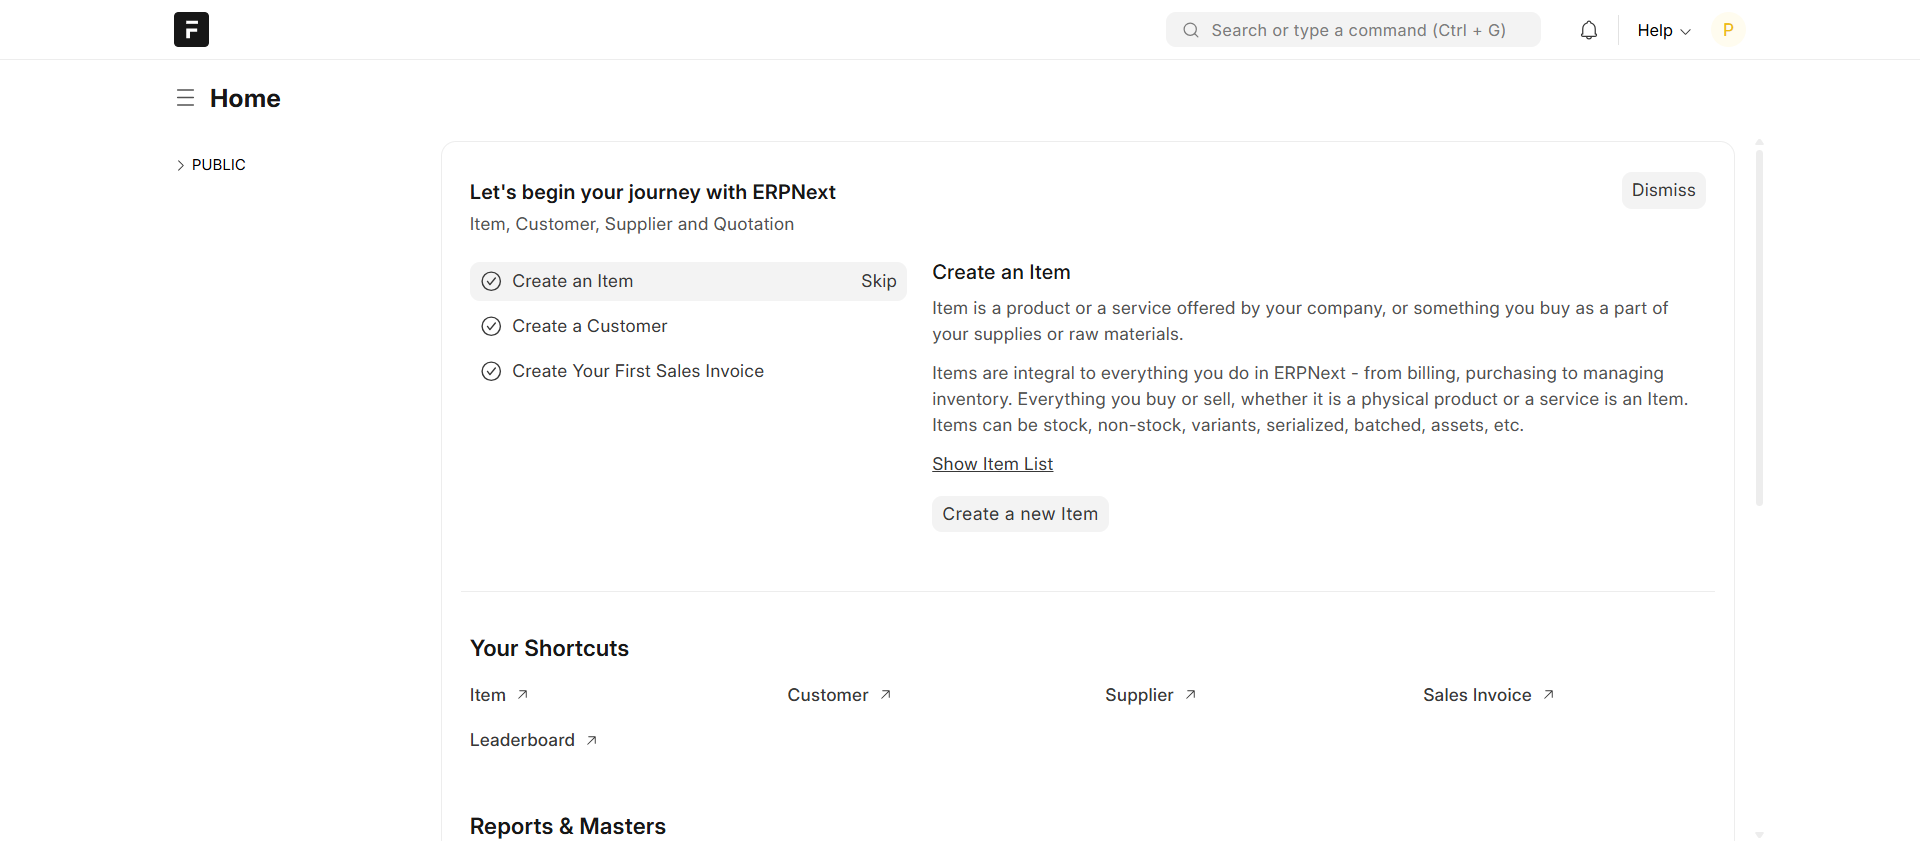 Search or type a command (Ctrl + G)
Help
P
Home
PUBLIC
Let's begin your journey with ERPNext
Dismiss
Item, Customer, Supplier and Quotation
Create an Item
Skip
Create a Customer
Create Your First Sales Invoice
Create an Item
Item is a product or a service offered by your company, or something you buy as a part of
your supplies or raw materials.
Items are integral to everything you do in ERPNext - from billing, purchasing to managing
inventory. Everything you buy or sell, whether it is a physical product or a service is an Item.
Items can be stock, non-stock, variants, serialized, batched, assets, etc.
Show Item List
Create a new Item
Your Shortcuts
Item
Customer
Supplier
Sales Invoice
Leaderboard
Reports & Masters